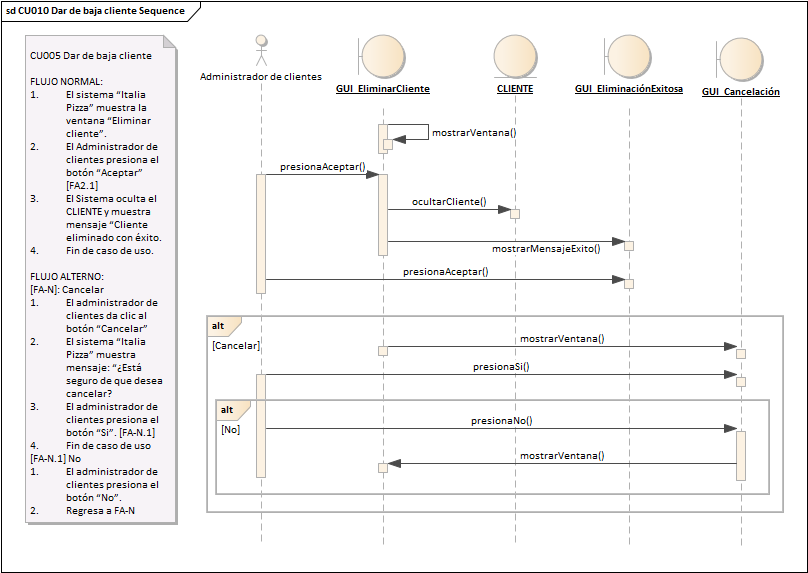 sd CU010 Dar de baja cliente Sequence
CU005 Dar de baja cliente
FLUJO NORMAL:
1. El sistema “Italia
Pizza” muestra la
ventana “Eliminar
cliente”.
2. El Administrador de
clientes presiona el
botón “Aceptar”
[FA2.1]
3. El Sistema oculta el
CLIENTE y muestra
mensaje “Cliente
eliminado con éxito.
4. Fin de caso de uso.
FLUJO ALTERNO:
[FA-N]: Cancelar
1. El administrador de
clientes da clic al
botón “Cancelar”
2. El sistema “Italia
Pizza” muestra
mensaje: “¿Está
seguro de que desea
cancelar?
3. El administrador de
clientes presiona el
botón “Si”. [FA-N.1]
4. Fin de caso de uso
[FA-N.1] No
1. El administrador de
clientes presiona el
botón “No”.
2. Regresa a FA-N
Administrador de clientes
GUI_EliminarCliente
CLIENTE
GUI_EliminaciónExitosa
GUI_Cancelación
mostrarVentana()
presionaAceptar()
ocultarCliente()
mostrarMensajeExito()
presionaAceptar()
alt
[Cancelar]
mostrarVentana()
presionaSi()
alt
[No]
presionaNo()
mostrarVentana()